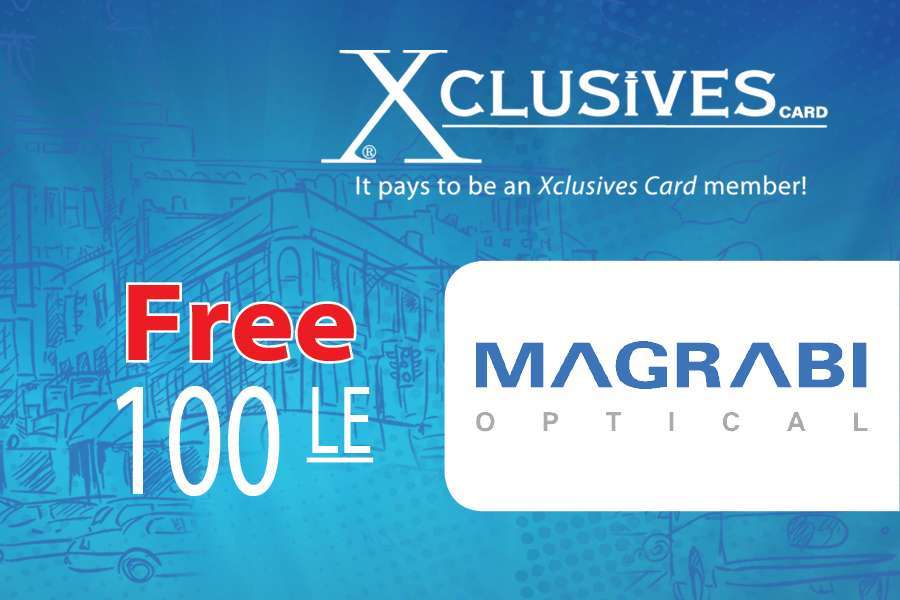 XCLUSiVES CARD
®
It pays to be an Xclusives Card member!
Free
100 LE
MAGRABI
OPTICAL